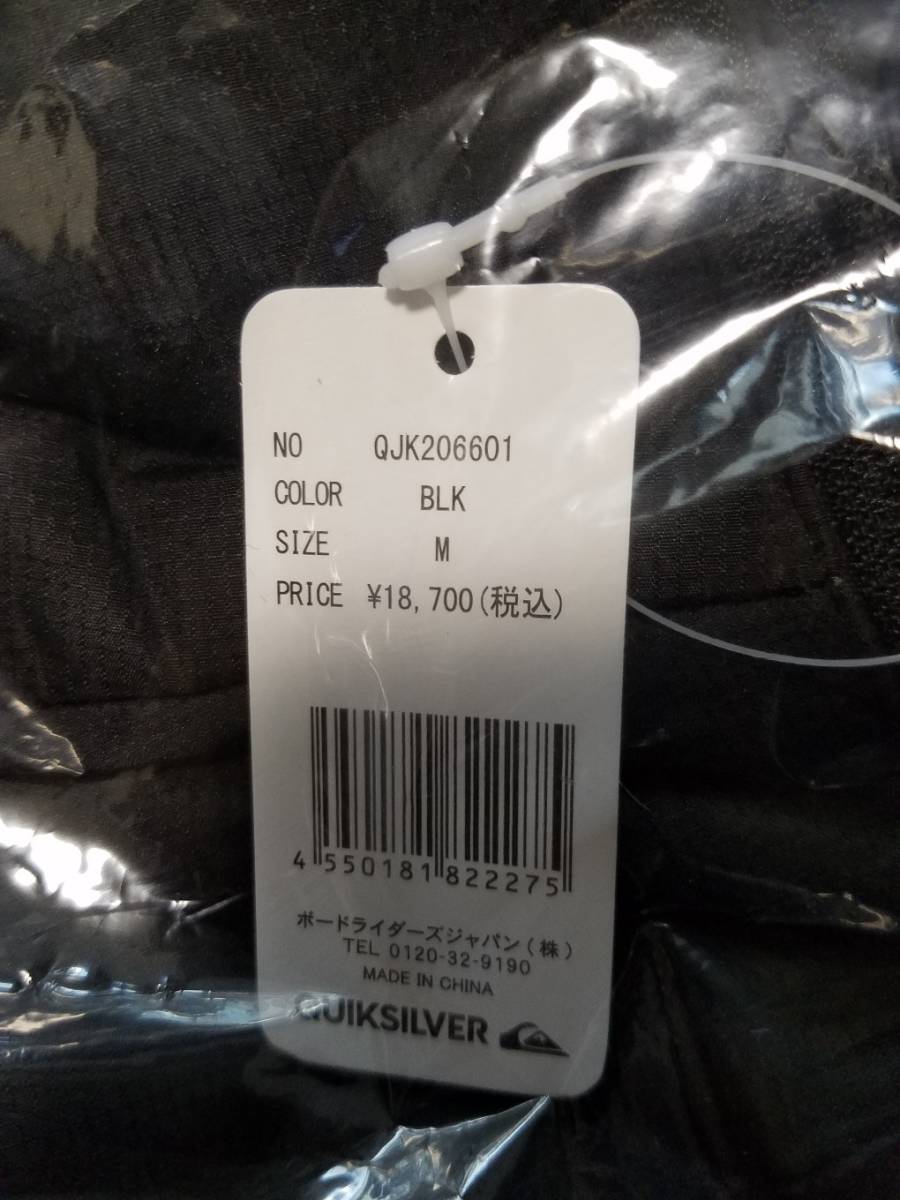 NO QJK206601
COLOR BLK
SIZE M
PRICE ¥18,700(税込)
4 550181 822275
ボードライダーズジャパン(株)
TEL 0120-32-9190
MADE IN CHINA
QUIKSILVER